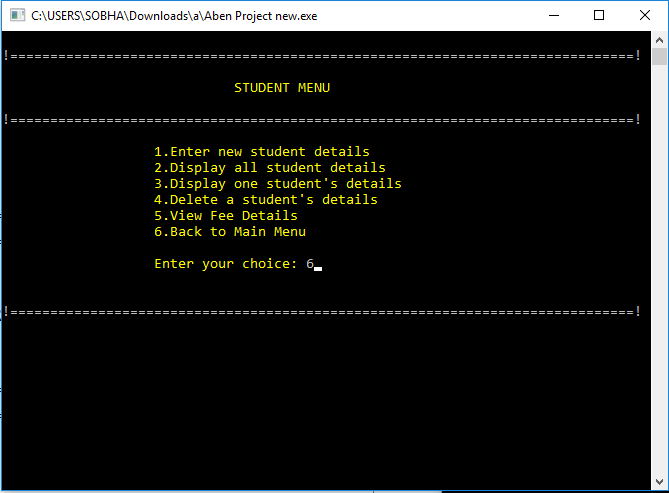 C:\USERS\SOBHA\Downloads\a\Aben Project new.exe
!==============================================================================!
STUDENT MENU
!==============================================================================!
1.Enter new student details
2.Display all student details
3.Display one student's details
4.Delete a student's details
5.View Fee Details
6.Back to Main Menu
Enter your choice: 6
!==============================================================================!